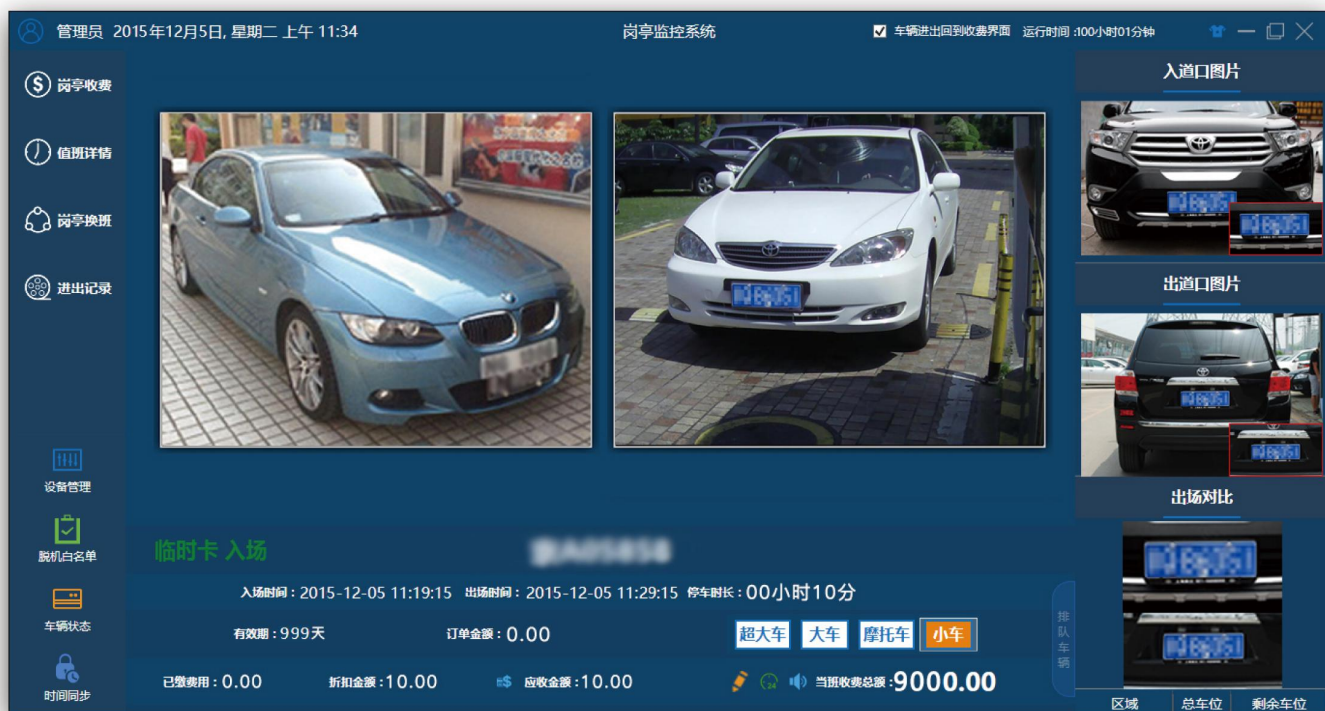 管理员 2015年12月5日, 星期二 上午 11:34
岗亭监控系统
车辆进出回到收费界面 运行时间 :100小时01分钟
岗亭收费
值班详情
岗亭换班
进出记录
设备管理
脱机白名单
车辆状态
时间同步
入道口图片
出道口图片
出场对比
临时卡 入场
入场时间 : 2015-12-05 11:19:15 出场时间 : 2015-12-05 11:29:15 停车时长 : 00小时10分
有效期 : 999天 订单金额 : 0.00
超大车 大车 摩托车 小车
已缴费用 : 0.00 折扣金额 : 10.00 应收金额 : 10.00 当班收费总额 : 9000.00
排队车辆
区域 总车位 剩余车位